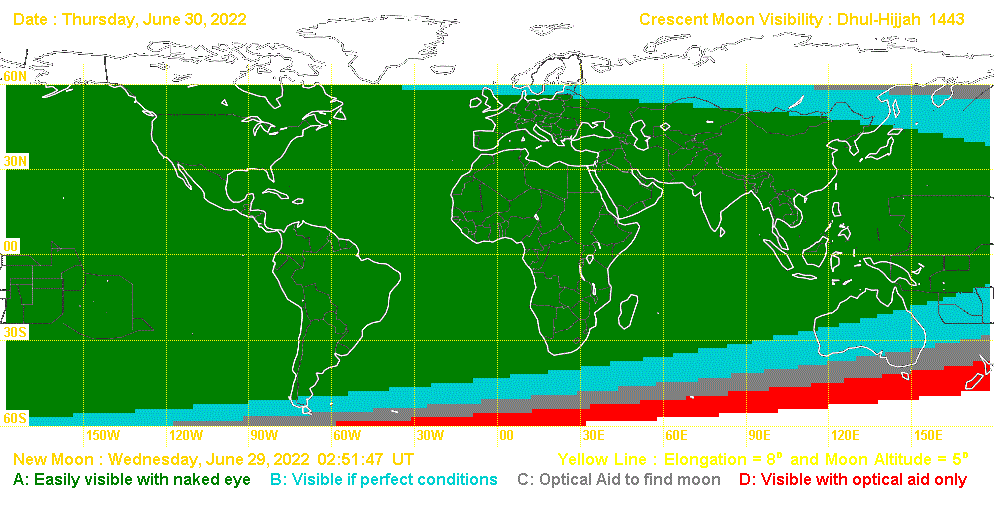 Date : Thursday, June 30, 2022 Crescent Moon Visibility : Dhul-Hijjah 1443
60N
30N
00
30S
60S
150W 120W 90W 60W 30W 00 30E 60E 90E 120E 150E
New Moon : Wednesday, June 29, 2022 02:51:47 UT Yellow Line : Elongation = 8° and Moon Altitude = 5°
A: Easily visible with naked eye B: Visible if perfect conditions C: Optical Aid to find moon D: Visible with optical aid only